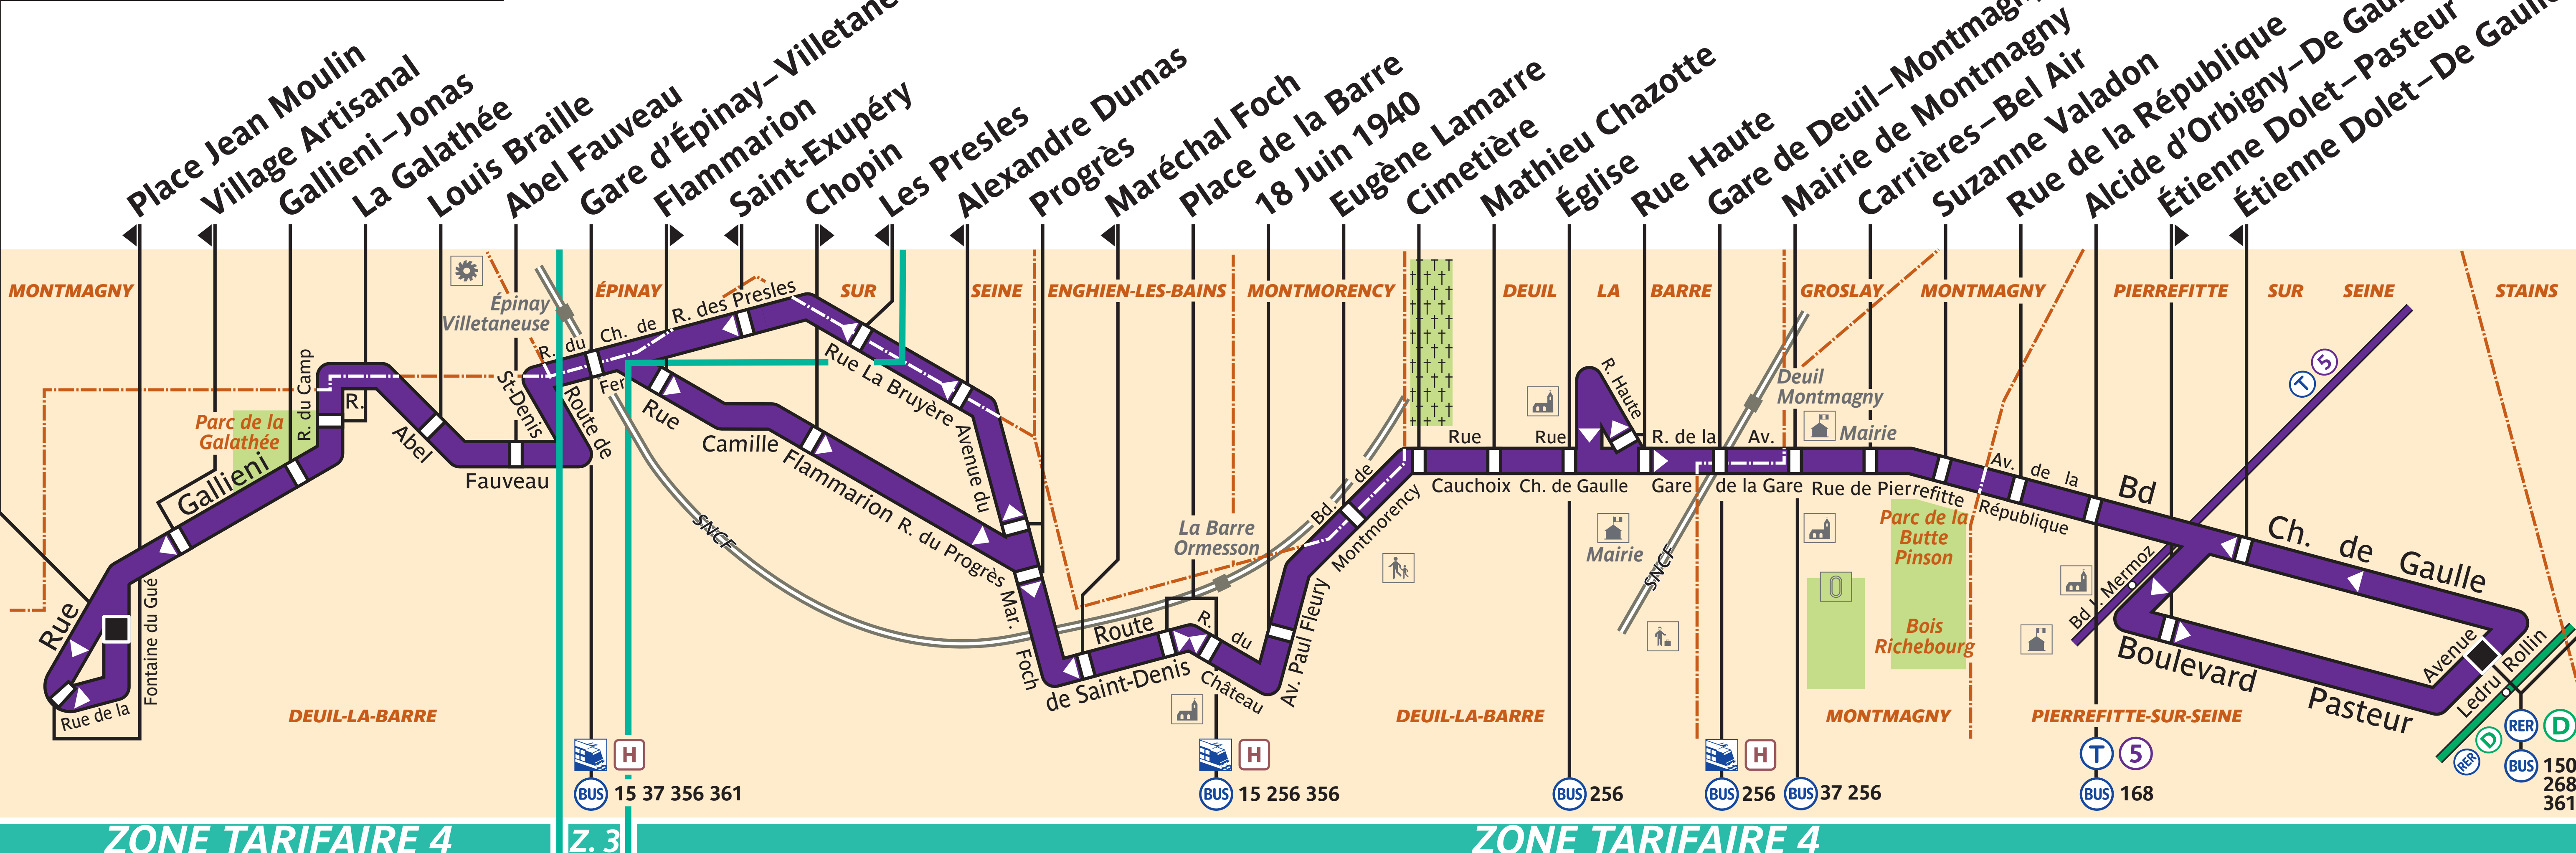 Place Jean Moulin
Village Artisanal
Gallieni–Jonas
La Galathée
Louis Braille
Abel Fauveau
Gare d'Épinay–Villetane
Flammarion
Saint-Exupéry
Chopin
Les Presles
Alexandre Dumas
Progrès
Maréchal Foch
Place de la Barre
18 Juin 1940
Eugène Lamarre
Cimetière
Mathieu Chazotte
Église
Rue Haute
Gare de Deuil–Montmagn
Mairie de Montmagny
Carrières–Bel Air
Suzanne Valadon
Rue de la République
Alcide d'Orbigny–De Gau
Étienne Dolet–Pasteur
Étienne Dolet–De Gaulle
MONTMAGNY
ÉPINAY SUR SEINE
ENGHIEN-LES-BAINS
MONTMORENCY
DEUIL LA BARRE
GROSLAY
MONTMAGNY
PIERREFITTE SUR SEINE
STAINS
Épinay
Villetaneuse
R. du
Ch. de
Fer
R. des Presles
Rue La Bruyère
Avenue du
Mar.
Foch
R. du Camp
R.
Parc de la
Galathée
Gallieni
Rue
Fontaine du Gué
Rue de la
Abel
Fauveau
St-Denis
Route de
Rue
Camille
Flammarion
R. du Progrès
SNCF
La Barre
Ormesson
Route
de Saint-Denis
R. du
Château
Av. Paul Fleury
Bd. de
Montmorency
Rue
Cauchoix
Rue
Ch. de Gaulle
R. Haute
R. de la
Gare
Av.
de la Gare
Deuil
Montmagny
Mairie
Mairie
SNCF
Rue de Pierrefitte
Parc de la
Butte
Pinson
Bois
Richebourg
Av. de la
République
Bd
Ch. de Gaulle
T 5
Bd J. Mermoz
Boulevard
Pasteur
Avenue
Ledru Rollin
RER D
DEUIL-LA-BARRE
DEUIL-LA-BARRE
MONTMAGNY
PIERREFITTE-SUR-SEINE
H
BUS 15 37 356 361
H
BUS 15 256 356
BUS 256
H
BUS 256
BUS 37 256
T 5
BUS 168
RER D
BUS 150
268
361
ZONE TARIFAIRE 4
Z. 3
ZONE TARIFAIRE 4